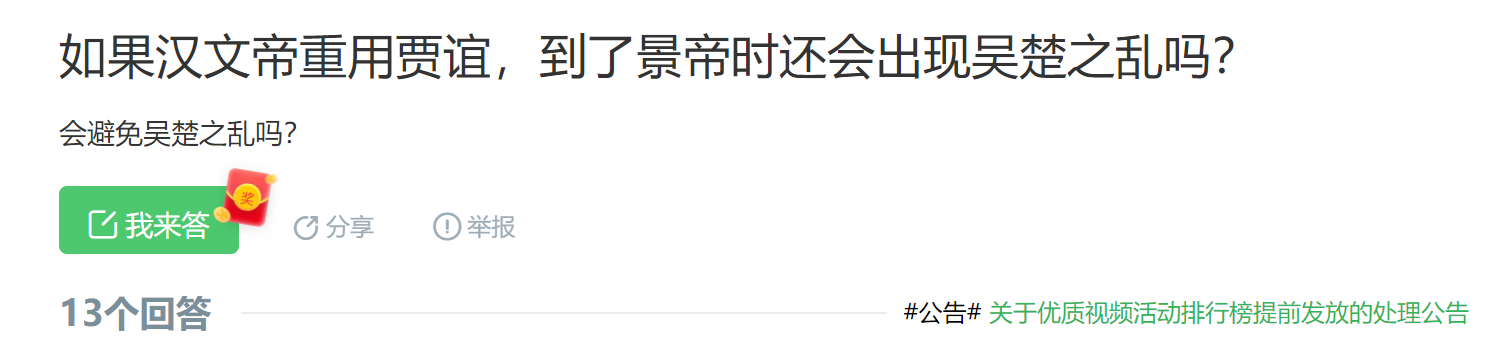 如果汉文帝重用贾谊，到了景帝时还会出现吴楚之乱吗？
会避免吴楚之乱吗？
奖
我来答 分享 举报
13个回答 #公告# 关于优质视频活动排行榜提前发放的处理公告